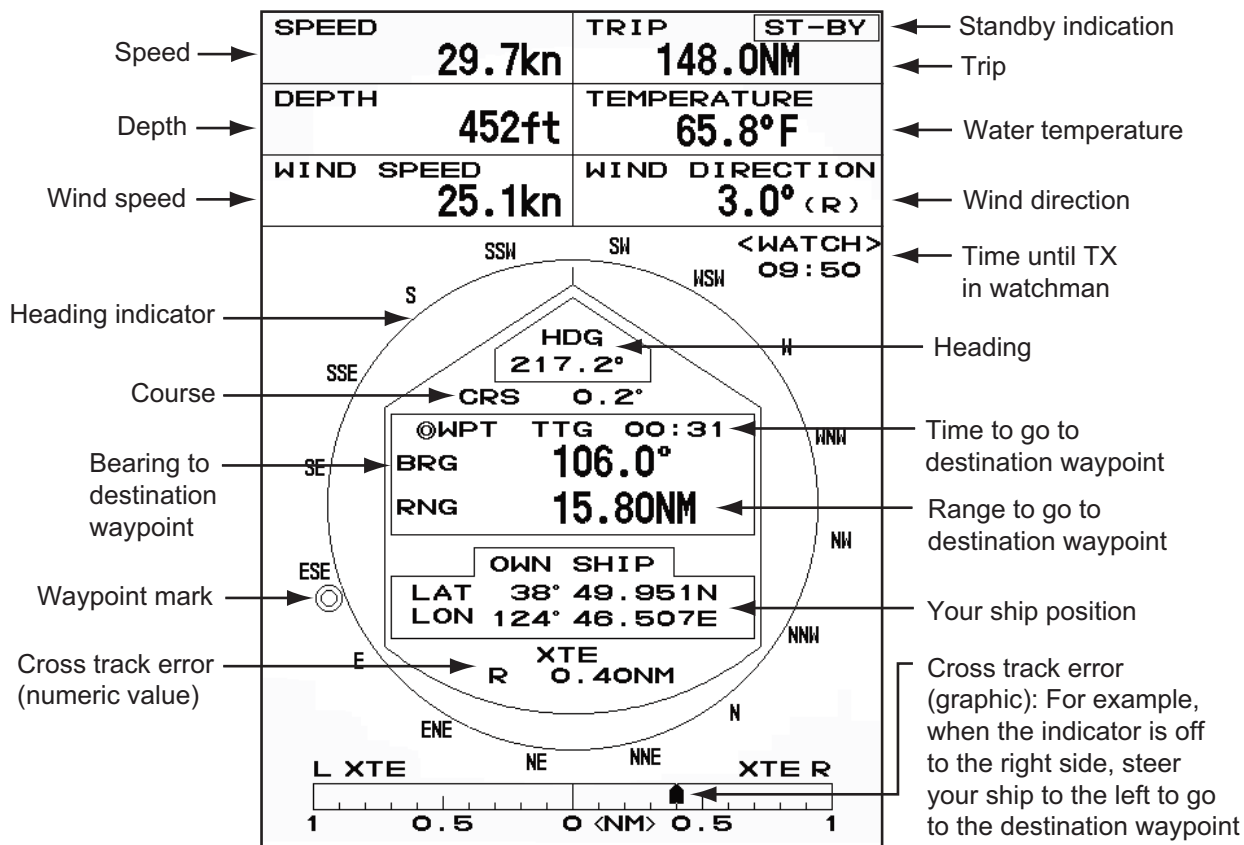 SPEED
29.7kn
TRIP
ST-BY
148.0NM
DEPTH
452ft
TEMPERATURE
65.8°F
WIND SPEED
25.1kn
WIND DIRECTION
3.0° (R)
<WATCH>
09:50
SSW
SW
WSW
S
W
SSE
WNW
SE
NW
ESE
NNW
E
N
ENE
NE
NNE
HDG
217.2°
CRS 0.2°
◎WPT TTG 00:31
BRG 106.0°
RNG 15.80NM
OWN SHIP
LAT 38° 49.951N
LON 124° 46.507E
XTE
R 0.40NM
L XTE
XTE R
1 0.5 0 <NM> 0.5 1
Speed
Depth
Wind speed
Heading indicator
Course
Bearing to
destination
waypoint
Waypoint mark
Cross track error
(numeric value)
Standby indication
Trip
Water temperature
Wind direction
Time until TX
in watchman
Heading
Time to go to
destination waypoint
Range to go to
destination waypoint
Your ship position
Cross track error
(graphic): For example,
when the indicator is off
to the right side, steer
your ship to the left to go
to the destination waypoint